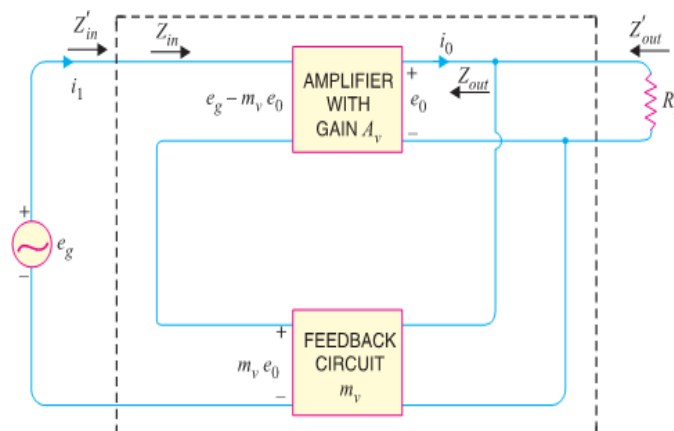 Z'in
Zin
i1
i0
Z'out
Zout
AMPLIFIER
WITH
GAIN Av
eg – mv e0
+
e0
–
R
+
eg
–
FEEDBACK
CIRCUIT
mv
+
mv e0
–